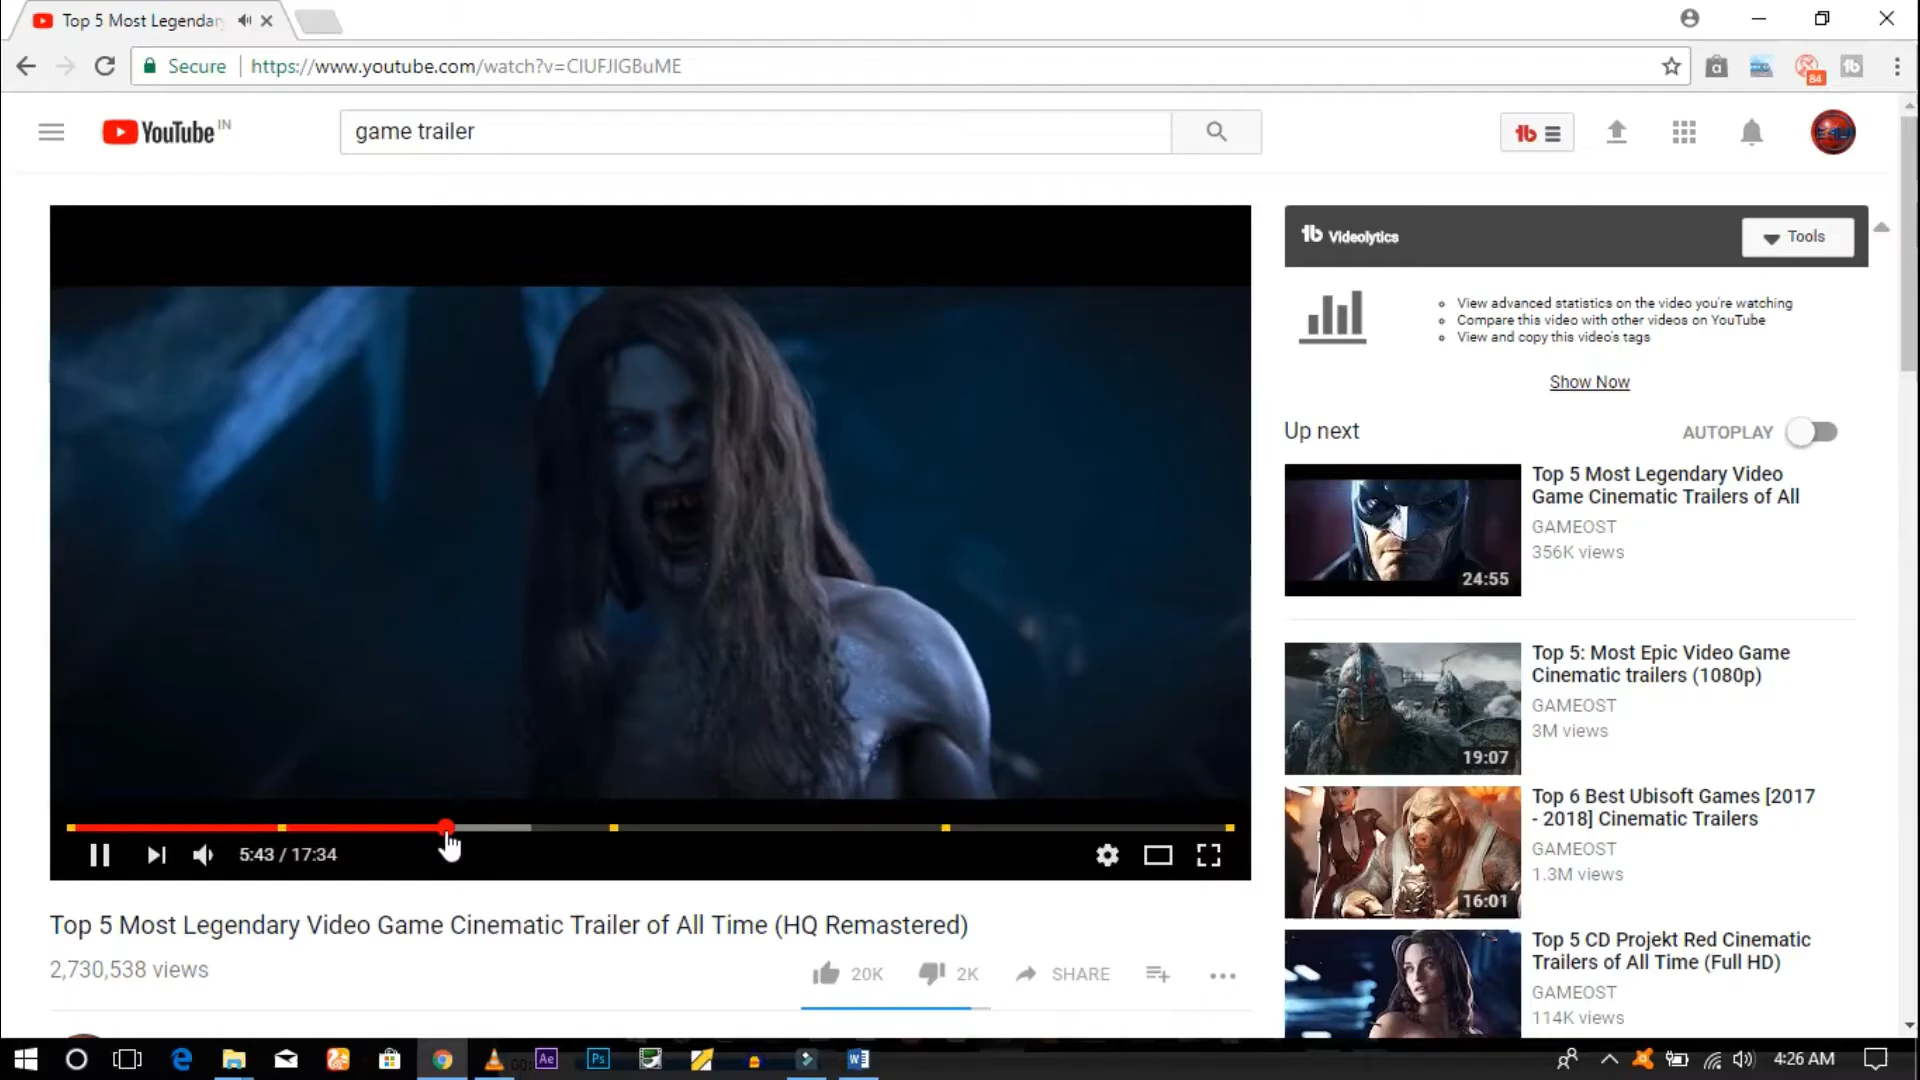 Top 5 Most Legendar
Secure
https://www.youtube.com/watch?v=CIUFJIGBuME
84
YouTube IN
game trailer
Videolytics
Tools
View advanced statistics on the video you're watching
Compare this video with other videos on YouTube
View and copy this video's tags
Show Now
Up next
AUTOPLAY
Top 5 Most Legendary Video
Game Cinematic Trailers of All
GAMEOST
356K views
24:55
Top 5: Most Epic Video Game
Cinematic trailers (1080p)
GAMEOST
3M views
19:07
Top 6 Best Ubisoft Games [2017
- 2018] Cinematic Trailers
GAMEOST
1.3M views
16:01
Top 5 CD Projekt Red Cinematic
Trailers of All Time (Full HD)
GAMEOST
114K views
5:43 / 17:34
Top 5 Most Legendary Video Game Cinematic Trailer of All Time (HQ Remastered)
2,730,538 views
20K
2K
SHARE
Ae
Ps
4:26 AM